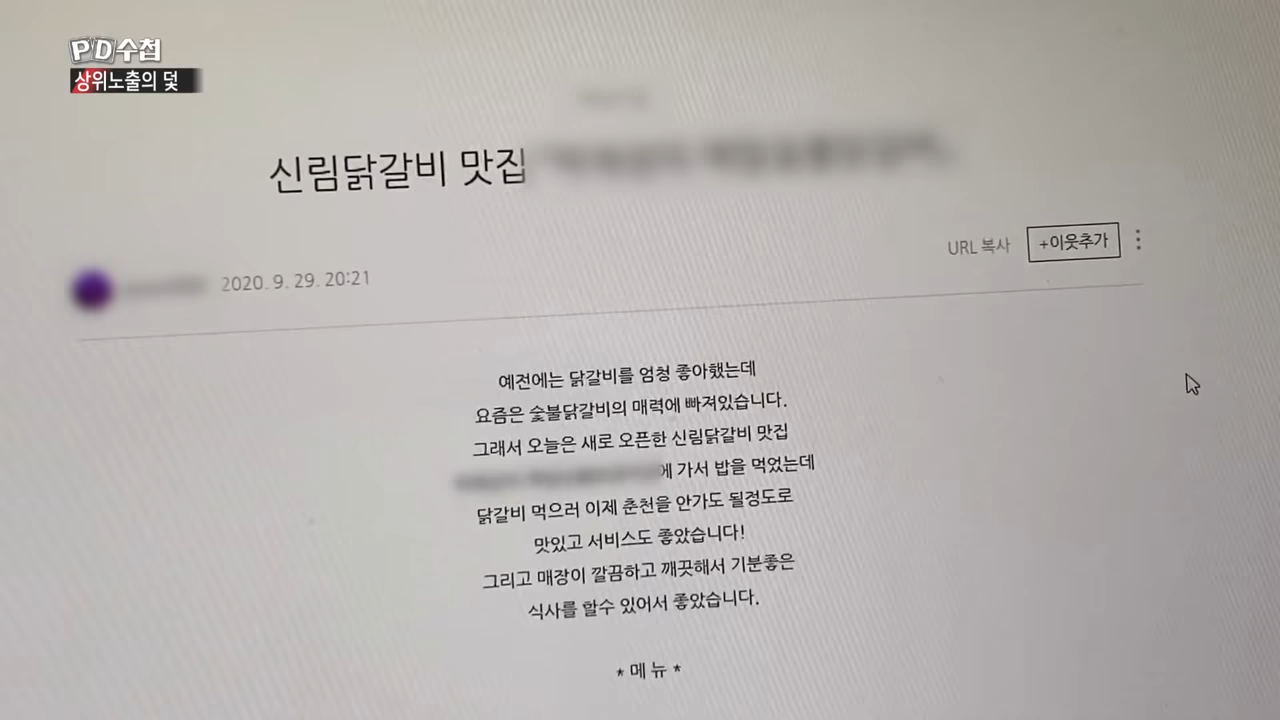 PD수첩
상위노출의 덫
신림닭갈비 맛집
2020. 9. 29. 20:21
URL 복사
+이웃추가
예전에는 닭갈비를 엄청 좋아했는데
요즘은 숯불닭갈비의 매력에 빠져있습니다.
그래서 오늘은 새로 오픈한 신림닭갈비 맛집
에 가서 밥을 먹었는데
닭갈비 먹으러 이제 춘천을 안가도 될정도로
맛있고 서비스도 좋았습니다!
그리고 매장이 깔끔하고 깨끗해서 기분좋은
식사를 할수 있어서 좋았습니다.
* 메 뉴 *